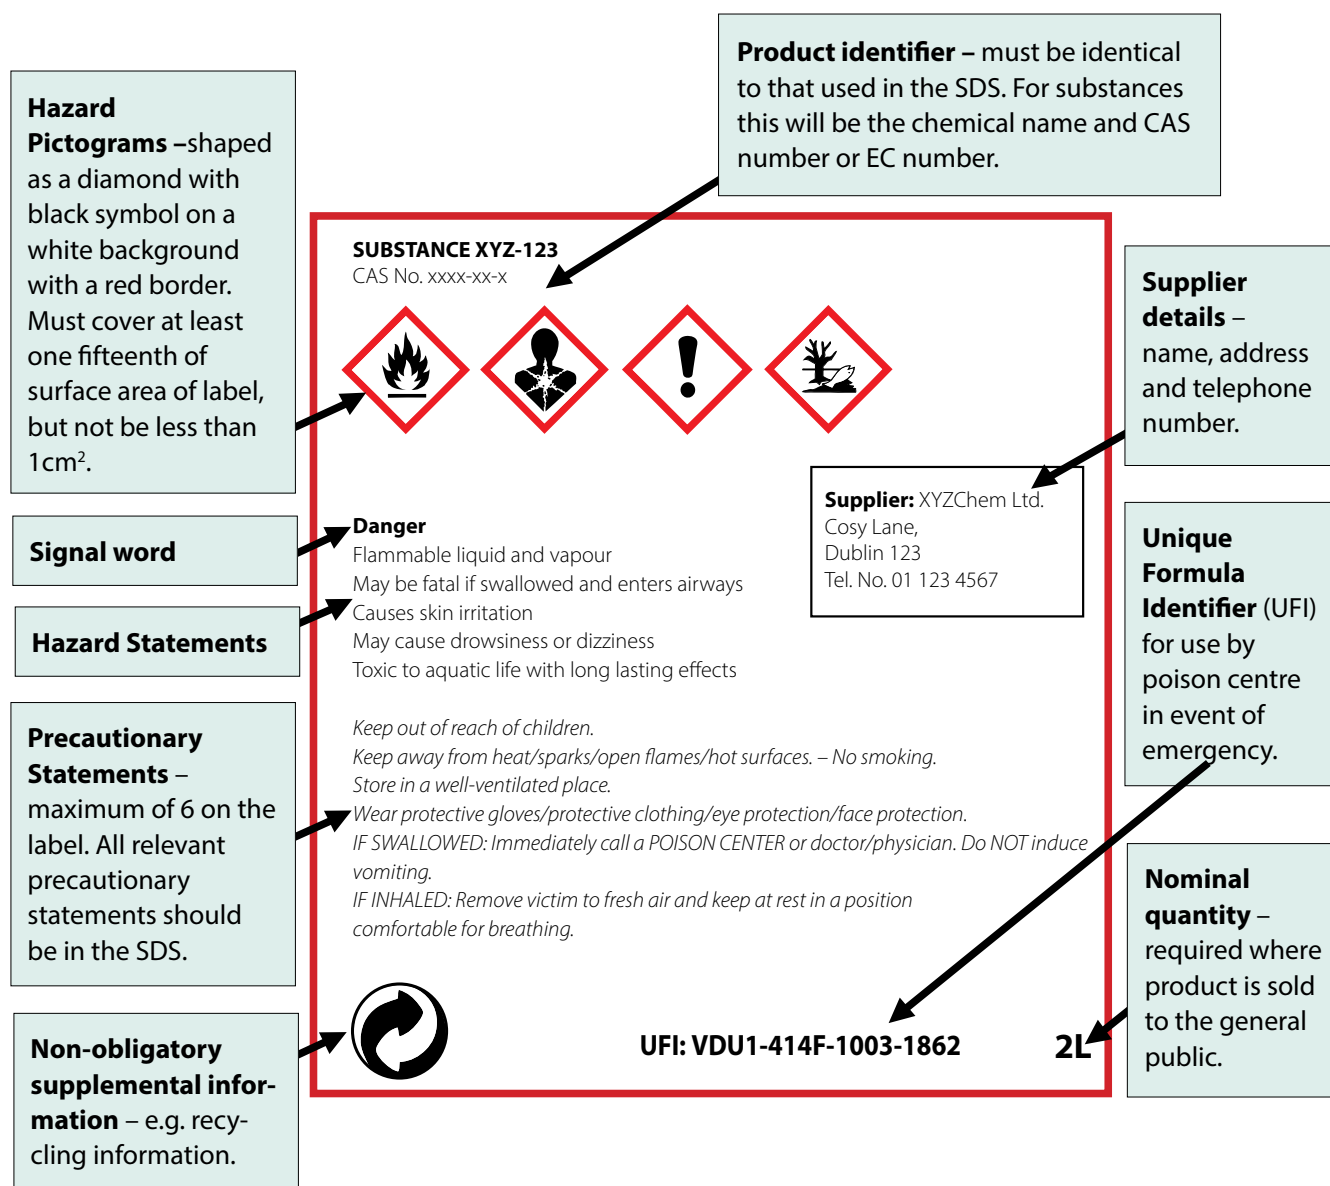 Product identifier – must be identical
to that used in the SDS. For substances
this will be the chemical name and CAS
number or EC number.
Hazard
Pictograms –shaped
as a diamond with
black symbol on a
white background
with a red border.
Must cover at least
one fifteenth of
surface area of label,
but not be less than
1cm².
Signal word
Hazard Statements
Precautionary
Statements –
maximum of 6 on the
label. All relevant
precautionary
statements should
be in the SDS.
Non-obligatory
supplemental infor-
mation – e.g. recy-
cling information.
SUBSTANCE XYZ-123
CAS No. xxxx-xx-x
Supplier: XYZChem Ltd.
Cosy Lane,
Dublin 123
Tel. No. 01 123 4567
Danger
Flammable liquid and vapour
May be fatal if swallowed and enters airways
Causes skin irritation
May cause drowsiness or dizziness
Toxic to aquatic life with long lasting effects
Keep out of reach of children.
Keep away from heat/sparks/open flames/hot surfaces. – No smoking.
Store in a well-ventilated place.
Wear protective gloves/protective clothing/eye protection/face protection.
IF SWALLOWED: Immediately call a POISON CENTER or doctor/physician. Do NOT induce
vomiting.
IF INHALED: Remove victim to fresh air and keep at rest in a position
comfortable for breathing.
UFI: VDU1-414F-1003-1862
2L
Supplier
details –
name, address
and telephone
number.
Unique
Formula
Identifier (UFI)
for use by
poison centre
in event of
emergency.
Nominal
quantity –
required where
product is sold
to the general
public.